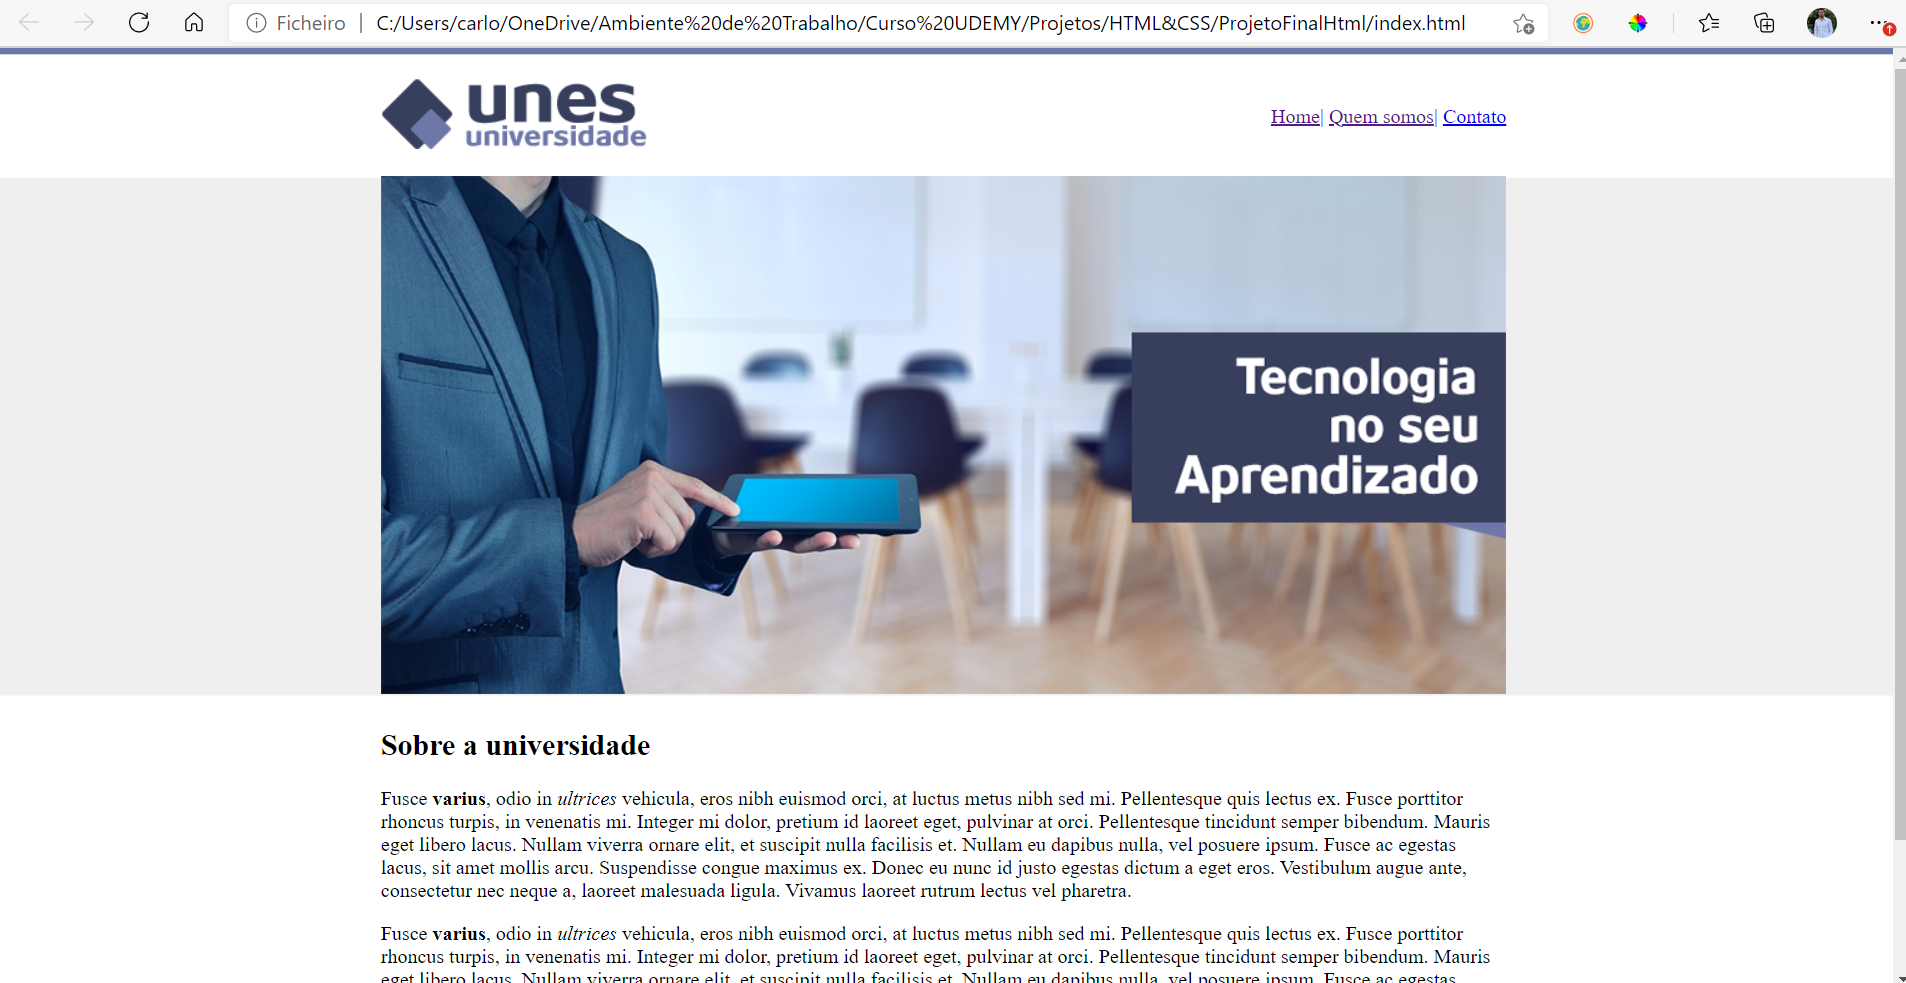 Ficheiro | C:/Users/carlo/OneDrive/Ambiente%20de%20Trabalho/Curso%20UDEMY/Projetos/HTML&CSS/ProjetoFinalHtml/index.html
unes
universidade
Home| Quem somos| Contato
Tecnologia
no seu
Aprendizado
Sobre a universidade
Fusce varius, odio in ultrices vehicula, eros nibh euismod orci, at luctus metus nibh sed mi. Pellentesque quis lectus ex. Fusce porttitor
rhoncus turpis, in venenatis mi. Integer mi dolor, pretium id laoreet eget, pulvinar at orci. Pellentesque tincidunt semper bibendum. Mauris
eget libero lacus. Nullam viverra ornare elit, et suscipit nulla facilisis et. Nullam eu dapibus nulla, vel posuere ipsum. Fusce ac egestas
lacus, sit amet mollis arcu. Suspendisse congue maximus ex. Donec eu nunc id justo egestas dictum a eget eros. Vestibulum augue ante,
consectetur nec neque a, laoreet malesuada ligula. Vivamus laoreet rutrum lectus vel pharetra.
Fusce varius, odio in ultrices vehicula, eros nibh euismod orci, at luctus metus nibh sed mi. Pellentesque quis lectus ex. Fusce porttitor
rhoncus turpis, in venenatis mi. Integer mi dolor, pretium id laoreet eget, pulvinar at orci. Pellentesque tincidunt semper bibendum. Mauris
eget libero lacus. Nullam viverra ornare elit, et suscipit nulla facilisis et. Nullam eu dapibus nulla, vel posuere ipsum. Fusce ac egestas